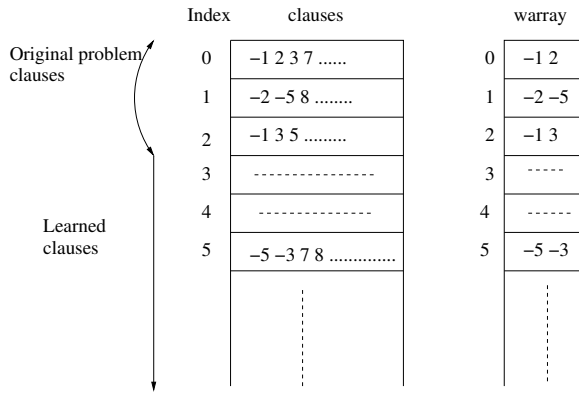 Index clauses warray
Original problem
clauses
0 −1 2 3 7 ...... 0 −1 2
1 −2 −5 8 ........ 1 −2 −5
2 −1 3 5 ......... 2 −1 3
3 --------------- 3 -----
4 -------------- 4 ------
Learned
clauses
5 −5 −3 7 8 .............. 5 −5 −3